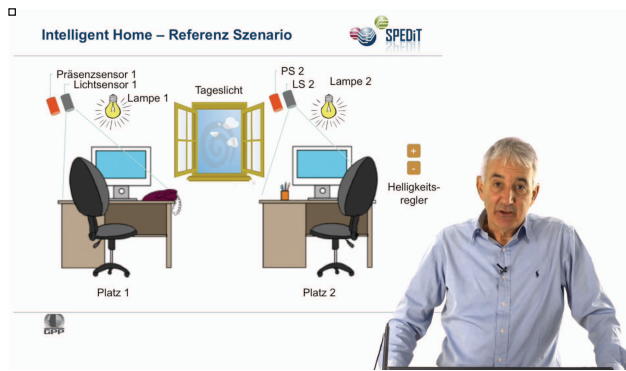 Intelligent Home – Referenz Szenario
SPEDiT
Präsenzsensor 1
Lichtsensor 1
Lampe 1
Tageslicht
PS 2
LS 2
Lampe 2
+
-
Helligkeits-
regler
Platz 1
Platz 2
GPP